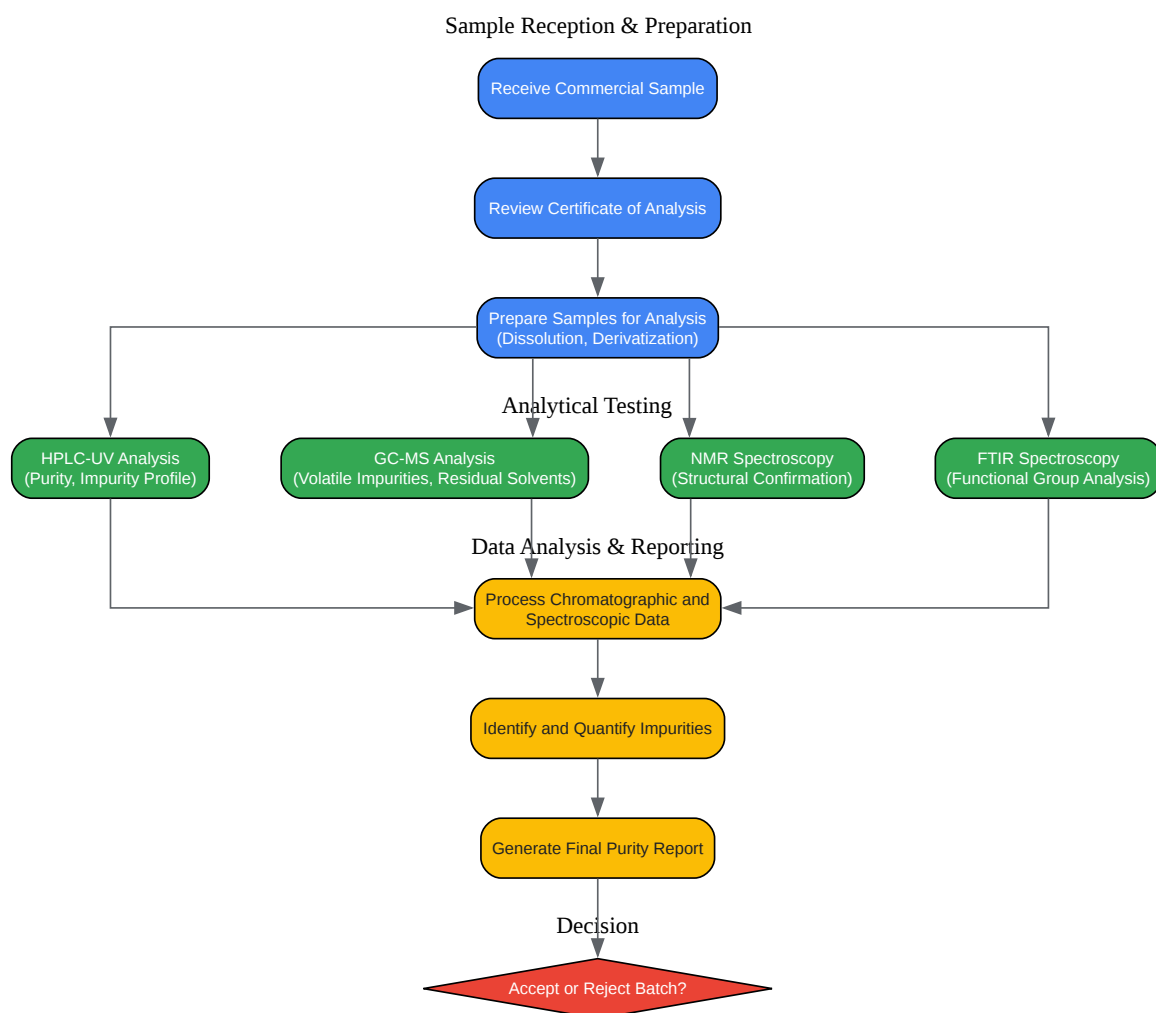 Sample Reception & Preparation
Receive Commercial Sample
Review Certificate of Analysis
Prepare Samples for Analysis
(Dissolution, Derivatization)
Analytical Testing
HPLC-UV Analysis
(Purity, Impurity Profile)
GC-MS Analysis
(Volatile Impurities, Residual Solvents)
NMR Spectroscopy
(Structural Confirmation)
FTIR Spectroscopy
(Functional Group Analysis)
Data Analysis & Reporting
Process Chromatographic and
Spectroscopic Data
Identify and Quantify Impurities
Generate Final Purity Report
Decision
Accept or Reject Batch?